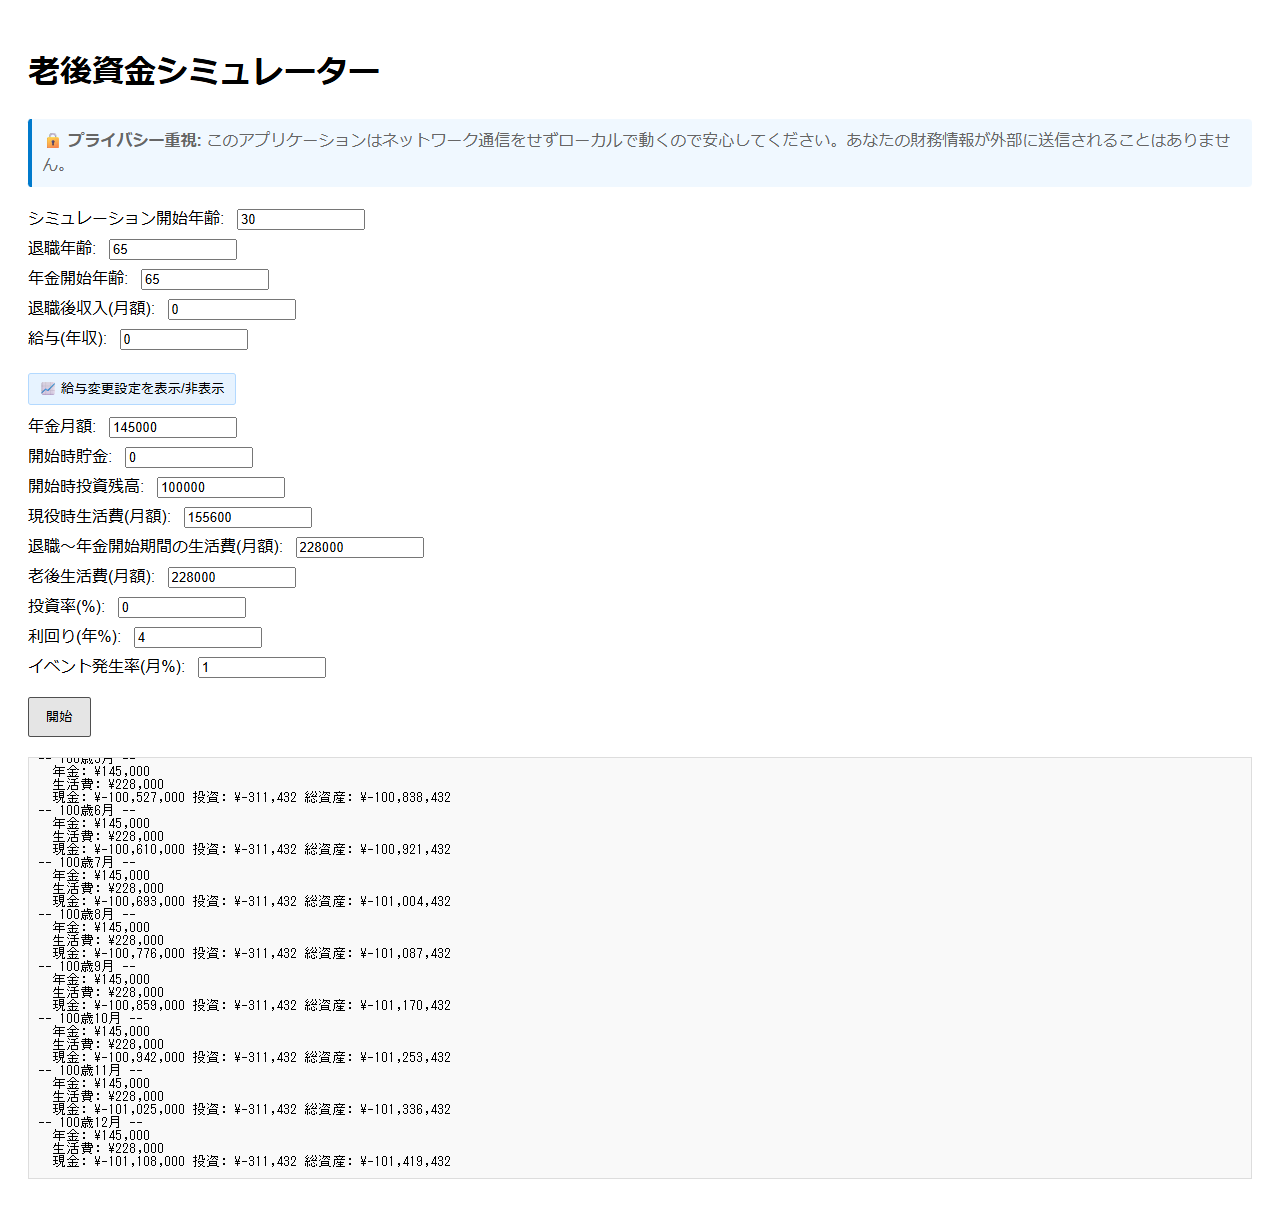 老後資金シミュレーター
🔒 プライバシー重視: このアプリケーションはネットワーク通信をせずローカルで動くので安心してください。あなたの財務情報が外部に送信されることはありませ
ん。
シミュレーション開始年齢: 30
退職年齢: 65
年金開始年齢: 65
退職後収入(月額): 0
給与(年収): 0
📈 給与変更設定を表示/非表示
年金月額: 145000
開始時貯金: 0
開始時投資残高: 100000
現役時生活費(月額): 155600
退職～年金開始期間の生活費(月額): 228000
老後生活費(月額): 228000
投資率(%): 0
利回り(年%): 4
イベント発生率(月%): 1
開始
-- 100歳5月 --
年金: ¥145,000
生活費: ¥228,000
現金: ¥-100,527,000 投資: ¥-311,432 総資産: ¥-100,838,432
-- 100歳6月 --
年金: ¥145,000
生活費: ¥228,000
現金: ¥-100,610,000 投資: ¥-311,432 総資産: ¥-100,921,432
-- 100歳7月 --
年金: ¥145,000
生活費: ¥228,000
現金: ¥-100,693,000 投資: ¥-311,432 総資産: ¥-101,004,432
-- 100歳8月 --
年金: ¥145,000
生活費: ¥228,000
現金: ¥-100,776,000 投資: ¥-311,432 総資産: ¥-101,087,432
-- 100歳9月 --
年金: ¥145,000
生活費: ¥228,000
現金: ¥-100,859,000 投資: ¥-311,432 総資産: ¥-101,170,432
-- 100歳10月 --
年金: ¥145,000
生活費: ¥228,000
現金: ¥-100,942,000 投資: ¥-311,432 総資産: ¥-101,253,432
-- 100歳11月 --
年金: ¥145,000
生活費: ¥228,000
現金: ¥-101,025,000 投資: ¥-311,432 総資産: ¥-101,336,432
-- 100歳12月 --
年金: ¥145,000
生活費: ¥228,000
現金: ¥-101,108,000 投資: ¥-311,432 総資産: ¥-101,419,432